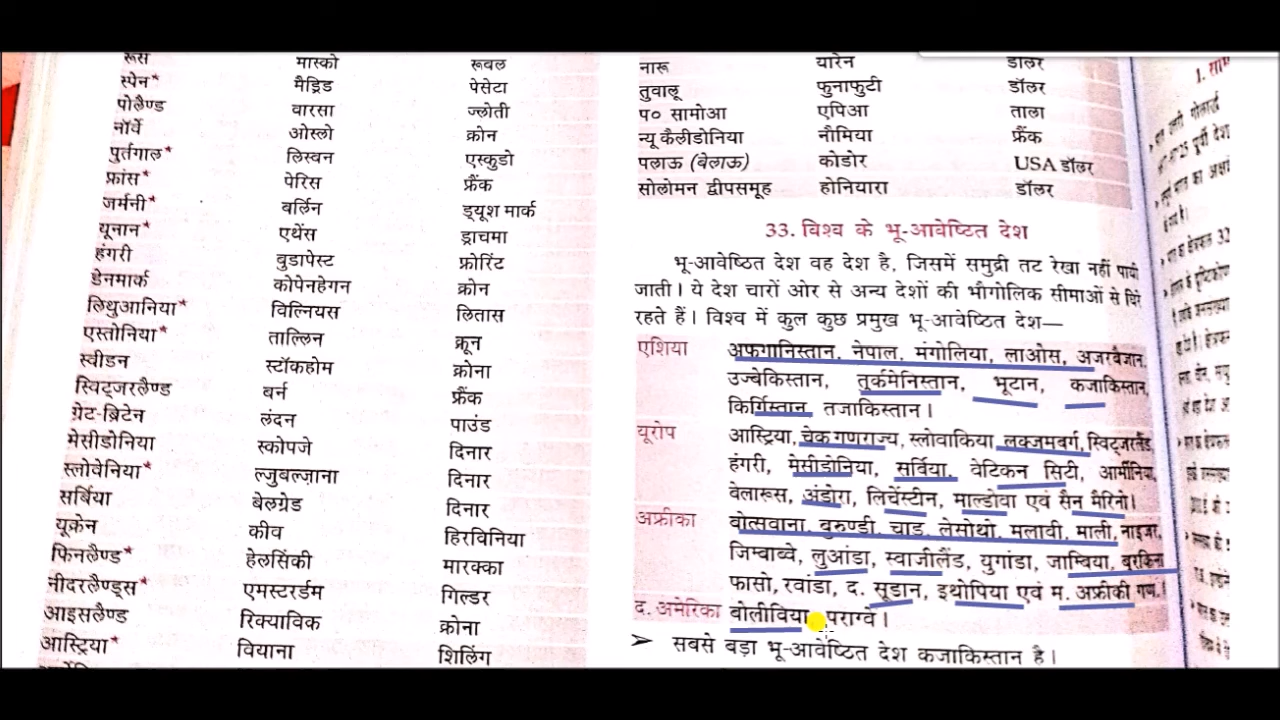 रूस मास्को रूबल
स्पेन* मैड्रिड पेसेटा
पोलैण्ड वारसा ज्लोती
नॉर्वे ओस्लो क्रोन
पुर्तगाल* लिस्बन एस्कुडो
फ्रांस* पेरिस फ्रैंक
जर्मनी* बर्लिन ड्यूश मार्क
यूनान* एथेंस ड्राचमा
हंगरी वुडापेस्ट फ्रोरिंट
डेनमार्क कोपेनहेगन क्रोन
लिथुआनिया* विल्नियस लितास
एस्तोनिया* ताल्लिन क्रून
स्वीडन स्टॉकहोम क्रोना
स्विट्जरलैण्ड बर्न फ्रैंक
ग्रेट-ब्रिटेन लंदन पाउंड
मेसीडोनिया स्कोपजे दिनार
स्लोवेनिया* ल्जुबल्जाना दिनार
सर्बिया बेलग्रेड दिनार
यूक्रेन कीव हिरविनिया
फिनलैण्ड* हेलसिंकी मारक्का
नीदरलैण्ड्स* एमस्टरर्डम गिल्डर
आइसलैण्ड रिक्याविक क्रोना
आस्ट्रिया* वियाना शिलिंग
नारू यारेन डॉलर
तुवालू फुनाफुटी डॉलर
प० सामोआ एपिआ ताला
न्यू कैलीडोनिया नौमिया फ्रैंक
पलाऊ (बेलाऊ) कोडोर USA डॉलर
सोलोमन द्वीपसमूह होनियारा डॉलर
33. विश्व के भू-आवेष्टित देश
भू-आवेष्ठित देश वह देश है, जिसमें समुद्री तट रेखा नहीं पायी
जाती। ये देश चारों ओर से अन्य देशों की भौगोलिक सीमाओं से घिरे
रहते हैं। विश्व में कुल कुछ प्रमुख भू-आवेष्टित देश—
एशिया अफगानिस्तान, नेपाल, मंगोलिया, लाओस, अजरबैजान,
उज्बेकिस्तान, तुर्कमेनिस्तान, भूटान, कजाकिस्तान,
किर्गिस्तान, तजाकिस्तान।
यूरोप आस्ट्रिया, चेक गणराज्य, स्लोवाकिया लक्जमबर्ग, स्विट्जरलैंड
हंगरी, मेसीडोनिया, सर्विया, वेटिकन सिटी, आर्मीनिया,
वेलारूस, अंडोरा, लिचेंस्टीन, माल्डोवा एवं सैन मैरिनो।
अफ्रीका बोत्सवाना, बुरुण्डी, चाड, लेसोथो, मलावी, माली, नाइजर,
जिम्बाब्वे, लुआंडा, स्वाजीलैंड, युगांडा, जाम्बिया, बुरकिना
फासो, रवांडा, द. सूडान, इथोपिया एवं म. अफ्रीकी गण.।
द. अमेरिका बोलीविया, पराग्वे।
➢ सबसे बड़ा भू-आवेष्टित देश कजाकिस्तान है।